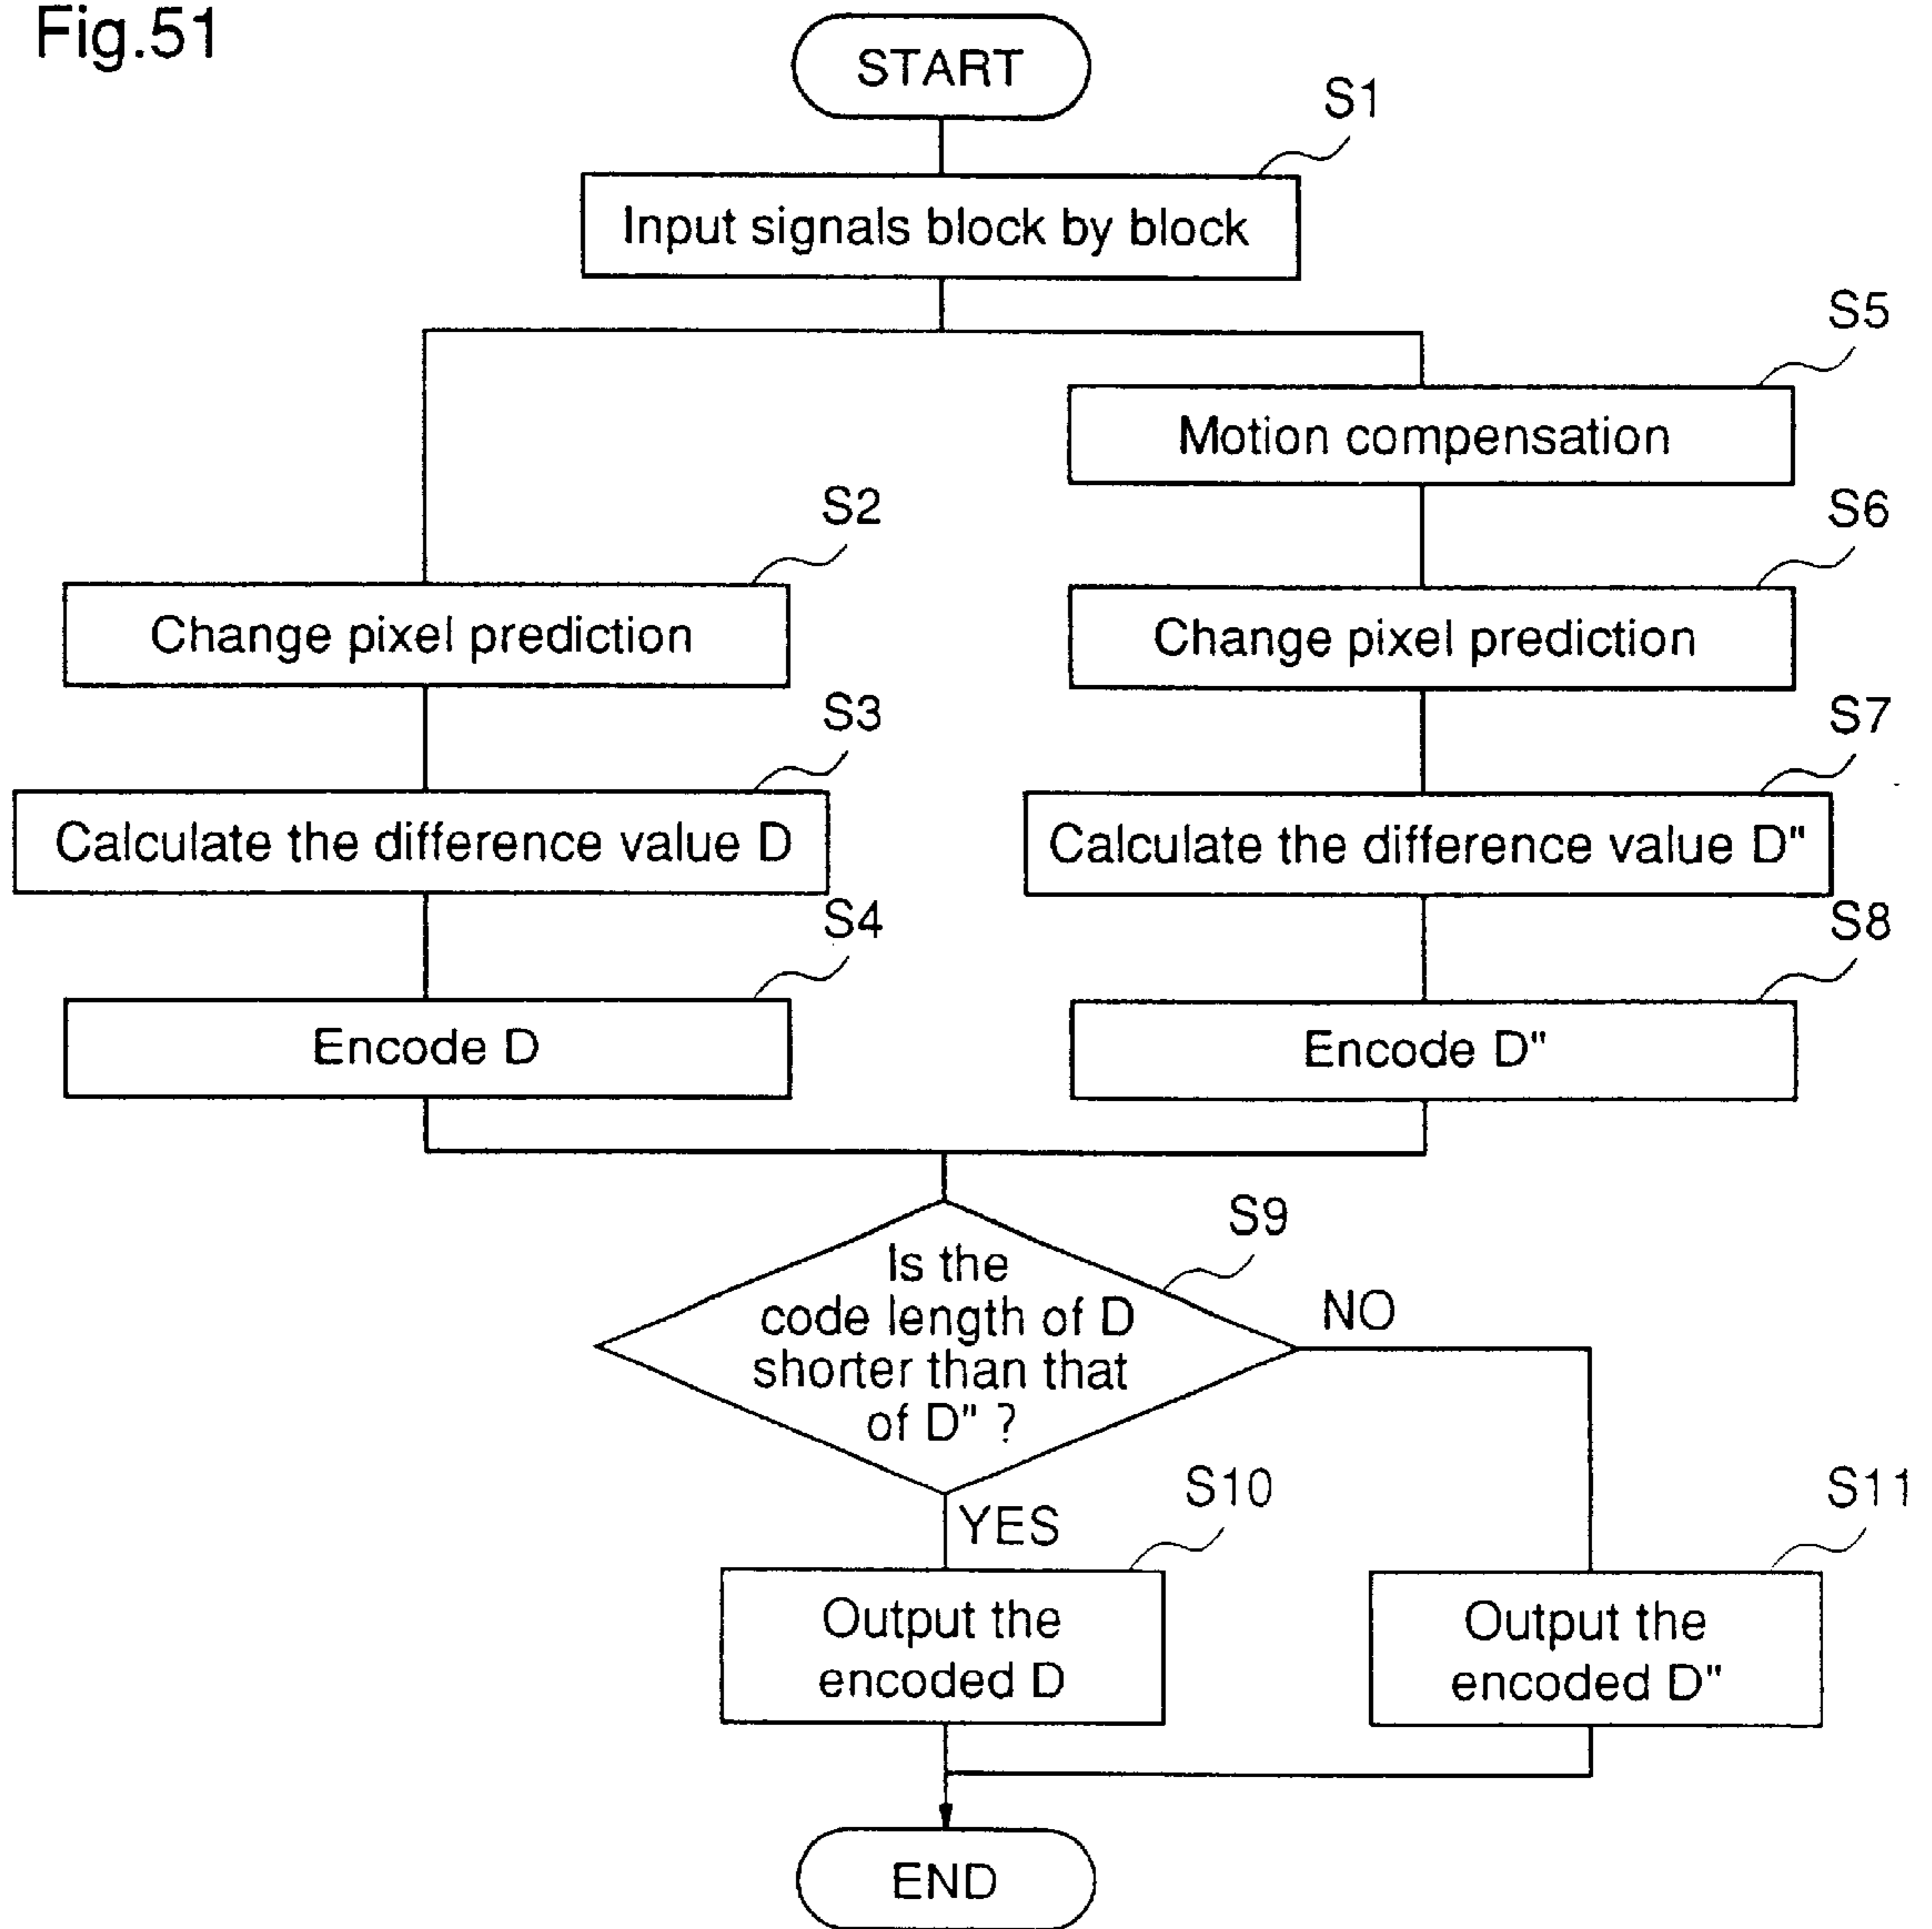 Fig.51
START
S1
Input signals block by block
S5
Motion compensation
S2
S6
Change pixel prediction
Change pixel prediction
S3
S7
Calculate the difference value D
Calculate the difference value D"
S4
S8
Encode D
Encode D"
S9
Is the
code length of D
shorter than that
of D" ?
NO
YES
S10
S11
Output the
encoded D
Output the
encoded D"
END